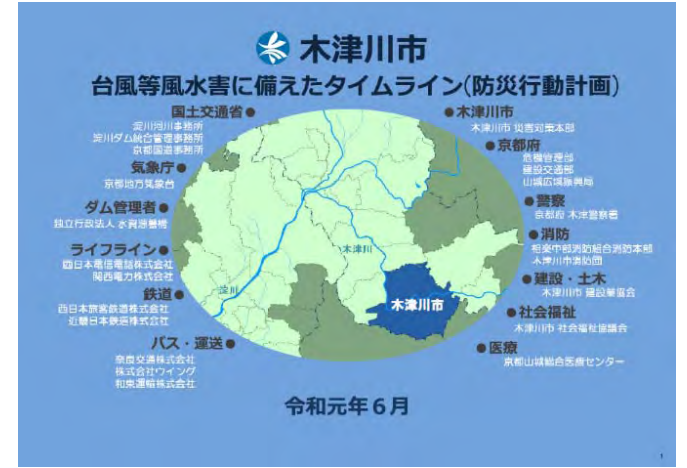 木津川市
台風等風水害に備えたタイムライン(防災行動計画)
国土交通省●
淀川河川事務所
淀川ダム統合管理事務所
京都国道事務所
気象庁●
京都地方気象台
ダム管理者●
独立行政法人 水資源機構
ライフライン●
西日本電信電話株式会社
関西電力株式会社
鉄道●
西日本旅客鉄道株式会社
近畿日本鉄道株式会社
バス・運送●
奈良交通株式会社
株式会社ウイング
和束運輸株式会社
●木津川市
木津川市 災害対策本部
●京都府
危機管理部
建設交通部
山城広域振興局
●警察
京都府 木津警察署
●消防
相楽中部消防組合消防本部
木津川市消防団
●建設・土木
木津川市 建設業協会
●社会福祉
木津川市 社会福祉協議会
●医療
京都山城総合医療センター
木津川
淀川
木津川市
令和元年6月
1